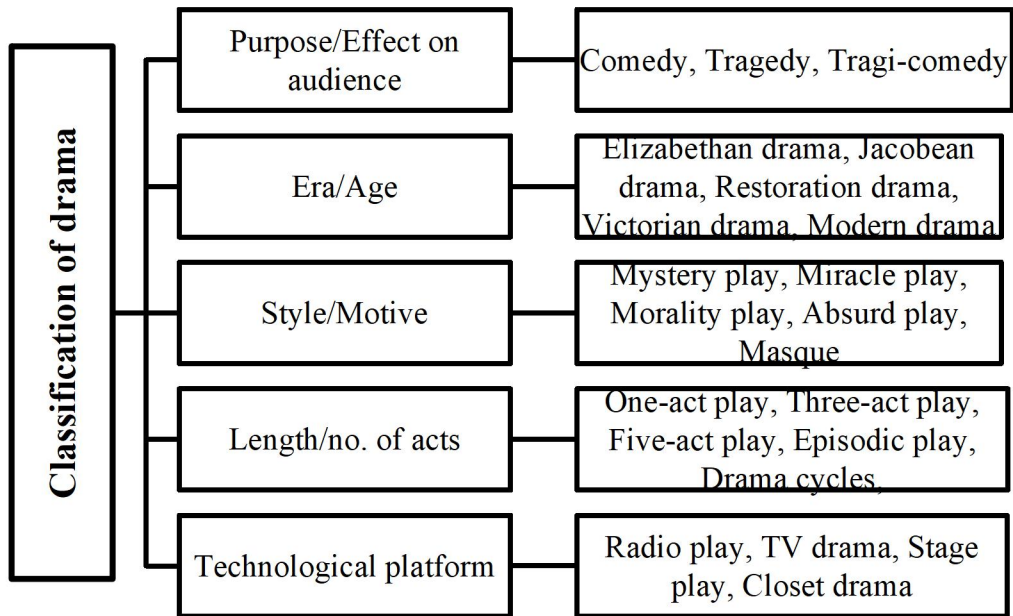 Classification of drama
Purpose/Effect on
audience
Comedy, Tragedy, Tragi-comedy
Era/Age
Elizabethan drama, Jacobean
drama, Restoration drama,
Victorian drama, Modern drama
Style/Motive
Mystery play, Miracle play,
Morality play, Absurd play,
Masque
Length/no. of acts
One-act play, Three-act play,
Five-act play, Episodic play,
Drama cycles,
Technological platform
Radio play, TV drama, Stage
play, Closet drama